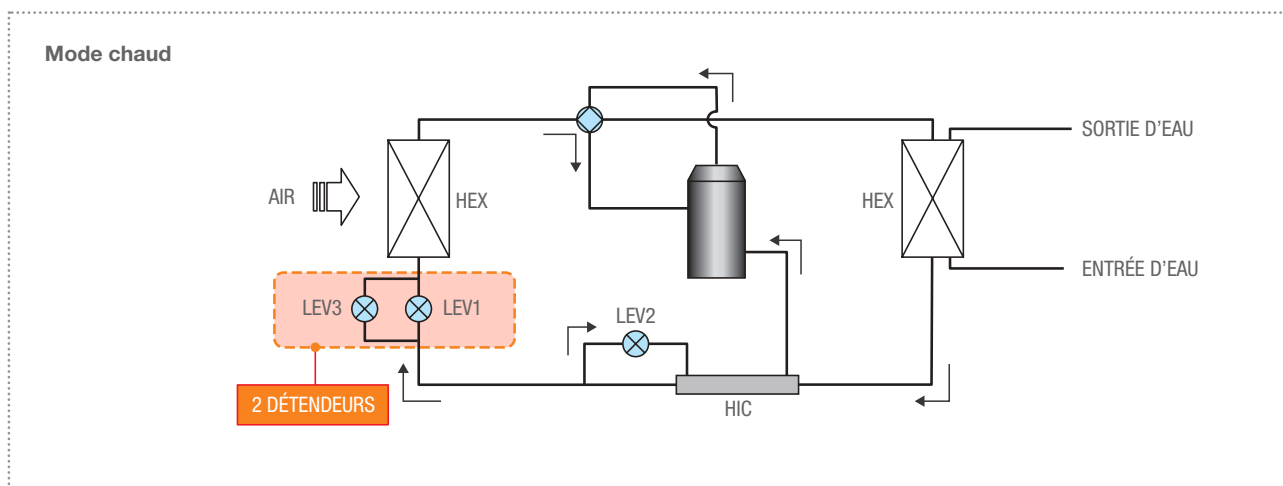 Mode chaud
SORTIE D'EAU
AIR
HEX
HEX
ENTRÉE D'EAU
LEV3
LEV1
LEV2
2 DÉTENDEURS
HIC